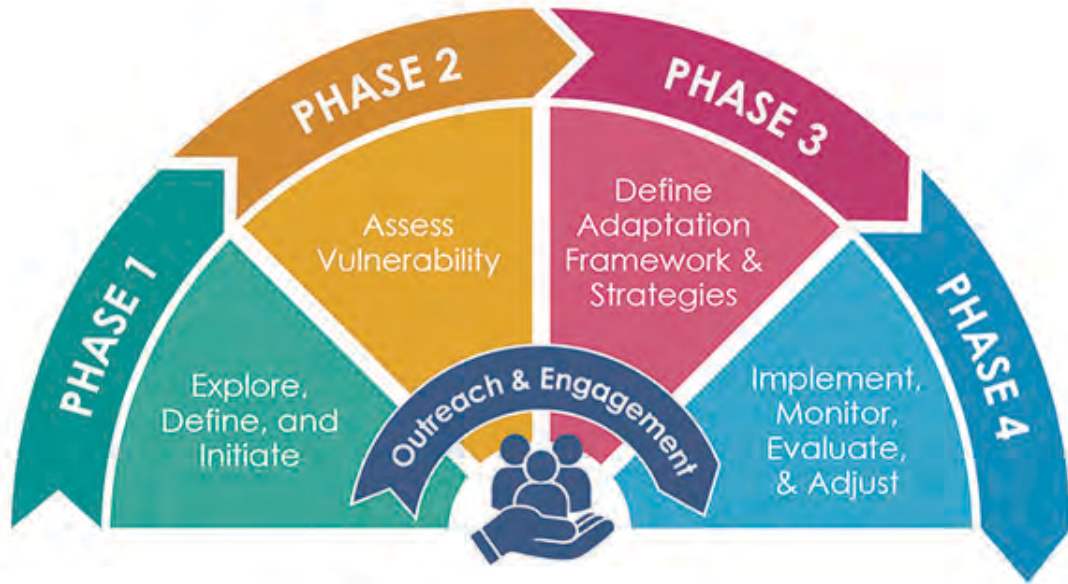 PHASE 1
Explore,
Define, and
Initiate
PHASE 2
Assess
Vulnerability
PHASE 3
Define
Adaptation
Framework &
Strategies
PHASE 4
Implement,
Monitor,
Evaluate,
& Adjust
Outreach & Engagement